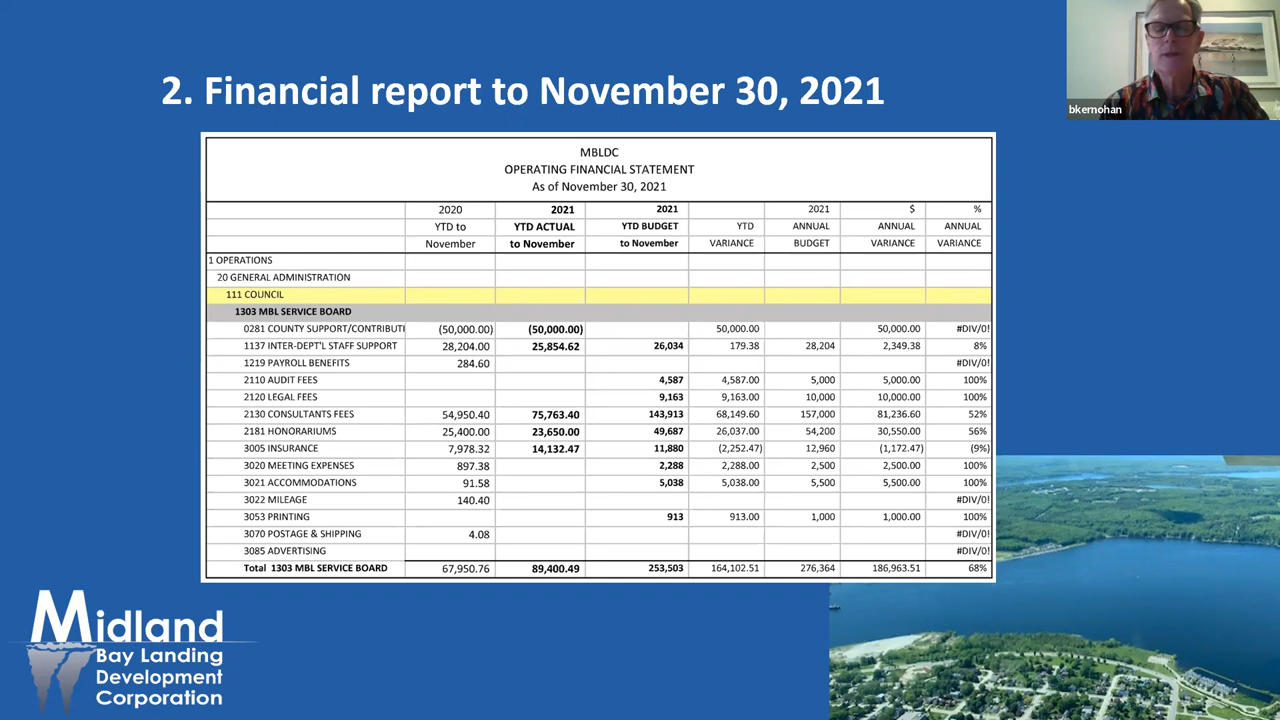 2. Financial report to November 30, 2021
bkernohan
MBLDC
OPERATING FINANCIAL STATEMENT
As of November 30, 2021
2020 2021 2021 2021 $ %
YTD to YTD ACTUAL YTD BUDGET YTD ANNUAL ANNUAL ANNUAL
November to November to November VARIANCE BUDGET VARIANCE VARIANCE
1 OPERATIONS
20 GENERAL ADMINISTRATION
111 COUNCIL
1303 MBL SERVICE BOARD
0281 COUNTY SUPPORT/CONTRIBUTI (50,000.00) (50,000.00) 50,000.00 50,000.00 #DIV/0!
1137 INTER-DEPT'L STAFF SUPPORT 28,204.00 25,854.62 26,034 179.38 28,204 2,349.38 8%
1219 PAYROLL BENEFITS 284.60 #DIV/0!
2110 AUDIT FEES 4,587 4,587.00 5,000 5,000.00 100%
2120 LEGAL FEES 9,163 9,163.00 10,000 10,000.00 100%
2130 CONSULTANTS FEES 54,950.40 75,763.40 143,913 68,149.60 157,000 81,236.60 52%
2181 HONORARIUMS 25,400.00 23,650.00 49,687 26,037.00 54,200 30,550.00 56%
3005 INSURANCE 7,978.32 14,132.47 11,880 (2,252.47) 12,960 (1,172.47) (9%)
3020 MEETING EXPENSES 897.38 2,288 2,288.00 2,500 2,500.00 100%
3021 ACCOMMODATIONS 91.58 5,038 5,038.00 5,500 5,500.00 100%
3022 MILEAGE 140.40 #DIV/0!
3053 PRINTING 913 913.00 1,000 1,000.00 100%
3070 POSTAGE & SHIPPING 4.08 #DIV/0!
3085 ADVERTISING #DIV/0!
Total 1303 MBL SERVICE BOARD 67,950.76 89,400.49 253,503 164,102.51 276,364 186,963.51 68%
Midland
Bay Landing
Development
Corporation